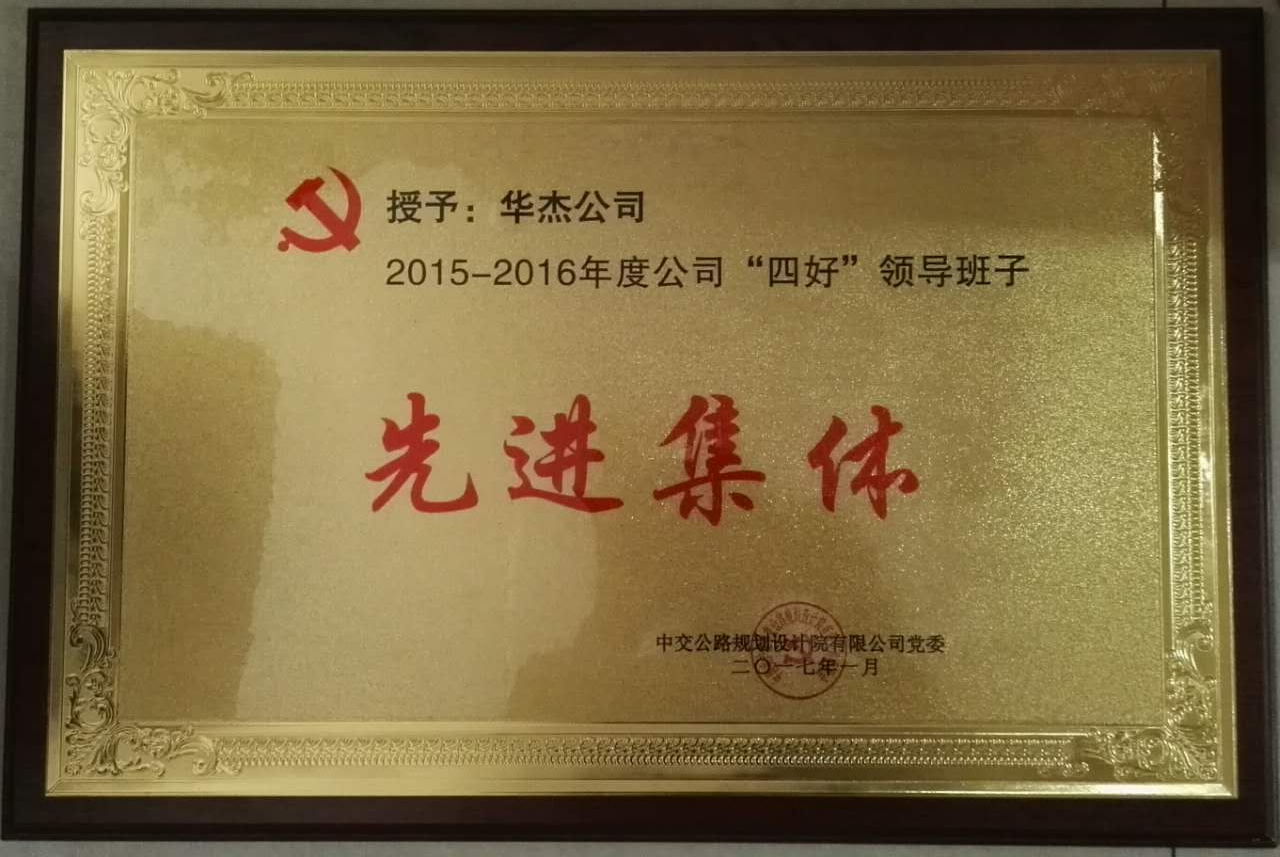 授予：华杰公司
2015-2016年度公司“四好”领导班子
先进集体
中交公路规划设计院有限公司党委
二〇一七年一月